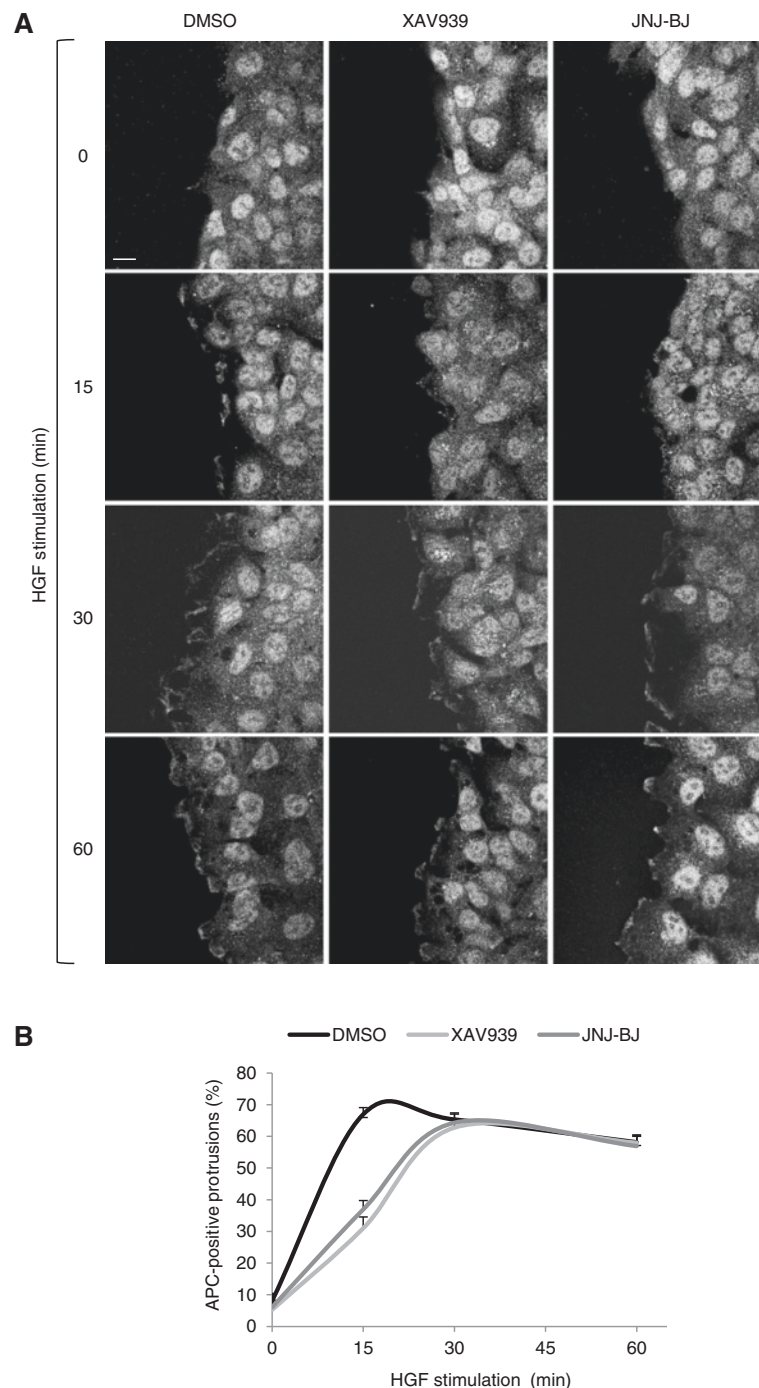 A
DMSO XAV939 JNJ-BJ
HGF stimulation (min)
0
15
30
60
B
DMSO XAV939 JNJ-BJ
APC-positive protrusions (%)
80
70
60
50
40
30
20
10
0
0 15 30 45 60
HGF stimulation (min)